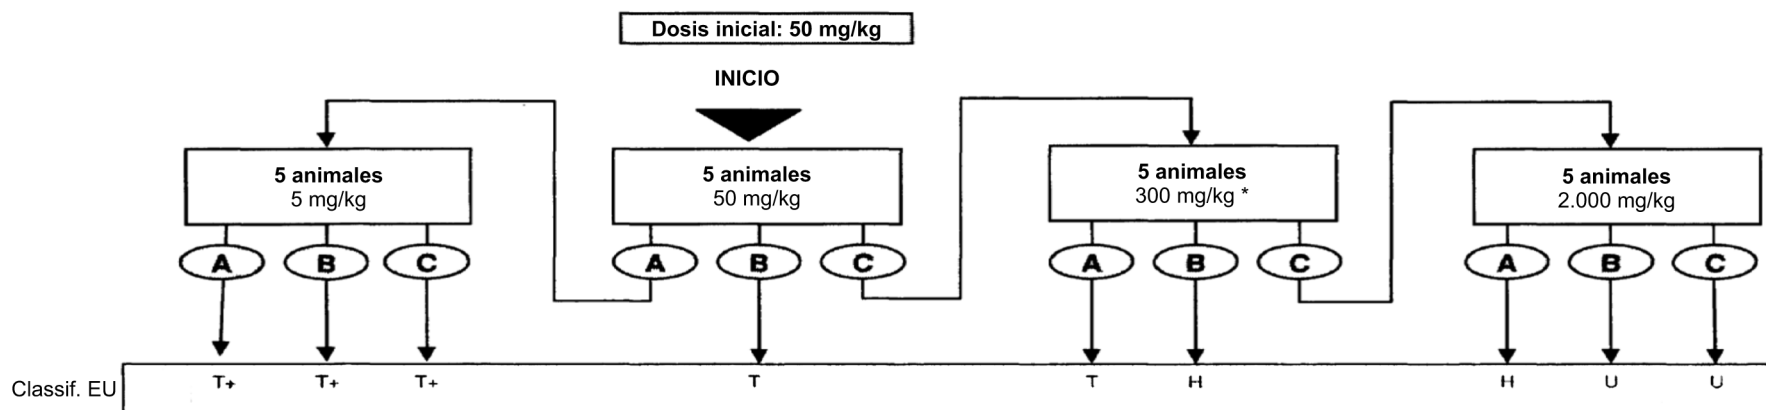 Dosis inicial: 50 mg/kg
INICIO
5 animales
5 mg/kg
5 animales
50 mg/kg
5 animales
300 mg/kg *
5 animales
2.000 mg/kg
A B C A B C A B C A B C
Classif. EU T+ T+ T+ T T H H U U